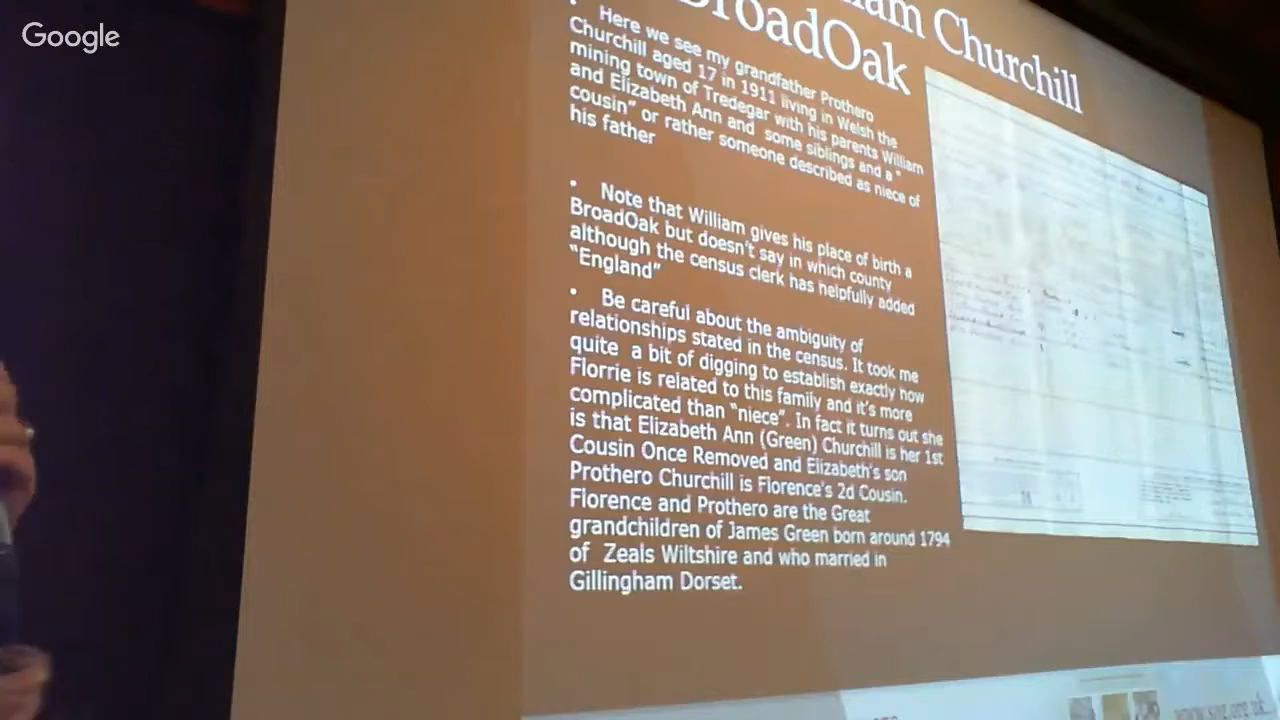 Google
Churchill
BroadOak
• Here we see my grandfather Prothero
Churchill aged 17 in 1911 living in Welsh the
mining town of Tredegar with his parents William
and Elizabeth Ann and some siblings and a "
cousin" or rather someone described as niece of
his father
• Note that William gives his place of birth a
BroadOak but doesn't say in which county
although the census clerk has helpfully added
"England"
• Be careful about the ambiguity of
relationships stated in the census. It took me
quite a bit of digging to establish exactly how
Florrie is related to this family and it's more
complicated than "niece". In fact it turns out she
is that Elizabeth Ann (Green) Churchill is her 1st
Cousin Once Removed and Elizabeth's son
Prothero Churchill is Florence's 2d Cousin.
Florence and Prothero are the Great
grandchildren of James Green born around 1794
of Zeals Wiltshire and who married in
Gillingham Dorset.